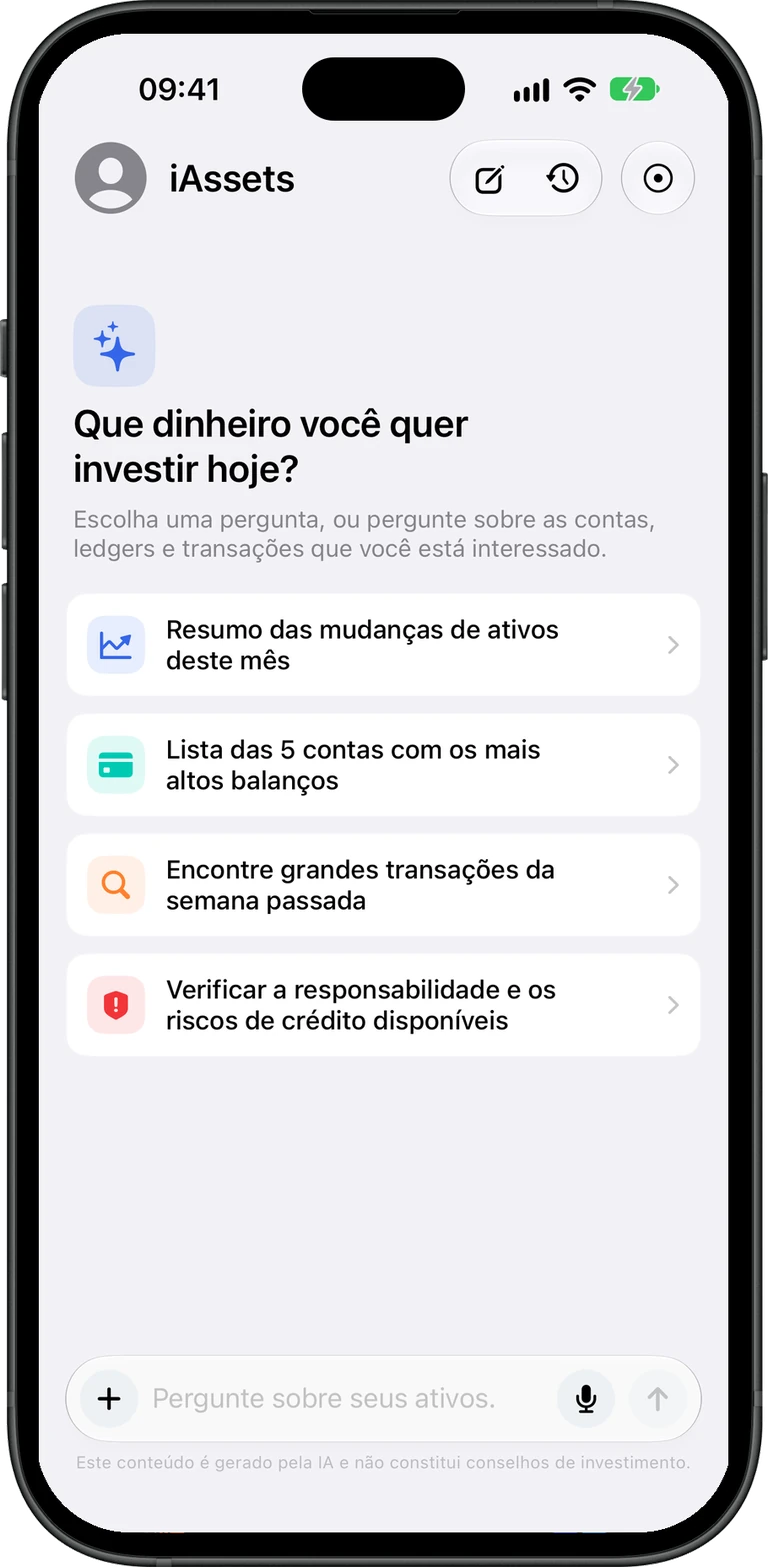 09:41
iAssets
Que dinheiro você quer
investir hoje?
Escolha uma pergunta, ou pergunte sobre as contas,
ledgers e transações que você está interessado.
Resumo das mudanças de ativos
deste mês
Lista das 5 contas com os mais
altos balanços
Encontre grandes transações da
semana passada
Verificar a responsabilidade e os
riscos de crédito disponíveis
Pergunte sobre seus ativos.
Este conteúdo é gerado pela IA e não constitui conselhos de investimento.